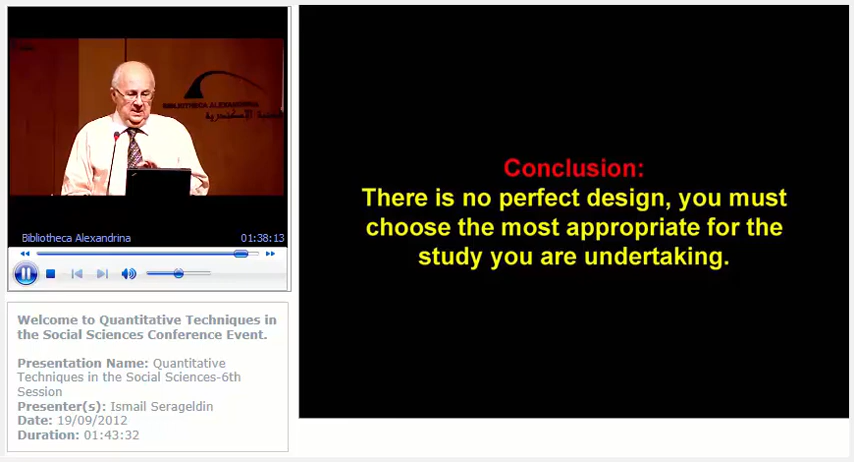 BIBLIOTHECA ALEXANDRINA
Bibliotheca Alexandrina 01:38:13
Welcome to Quantitative Techniques in
the Social Sciences Conference Event.
Presentation Name: Quantitative
Techniques in the Social Sciences-6th
Session
Presenter(s): Ismail Serageldin
Date: 19/09/2012
Duration: 01:43:32
Conclusion:
There is no perfect design, you must
choose the most appropriate for the
study you are undertaking.